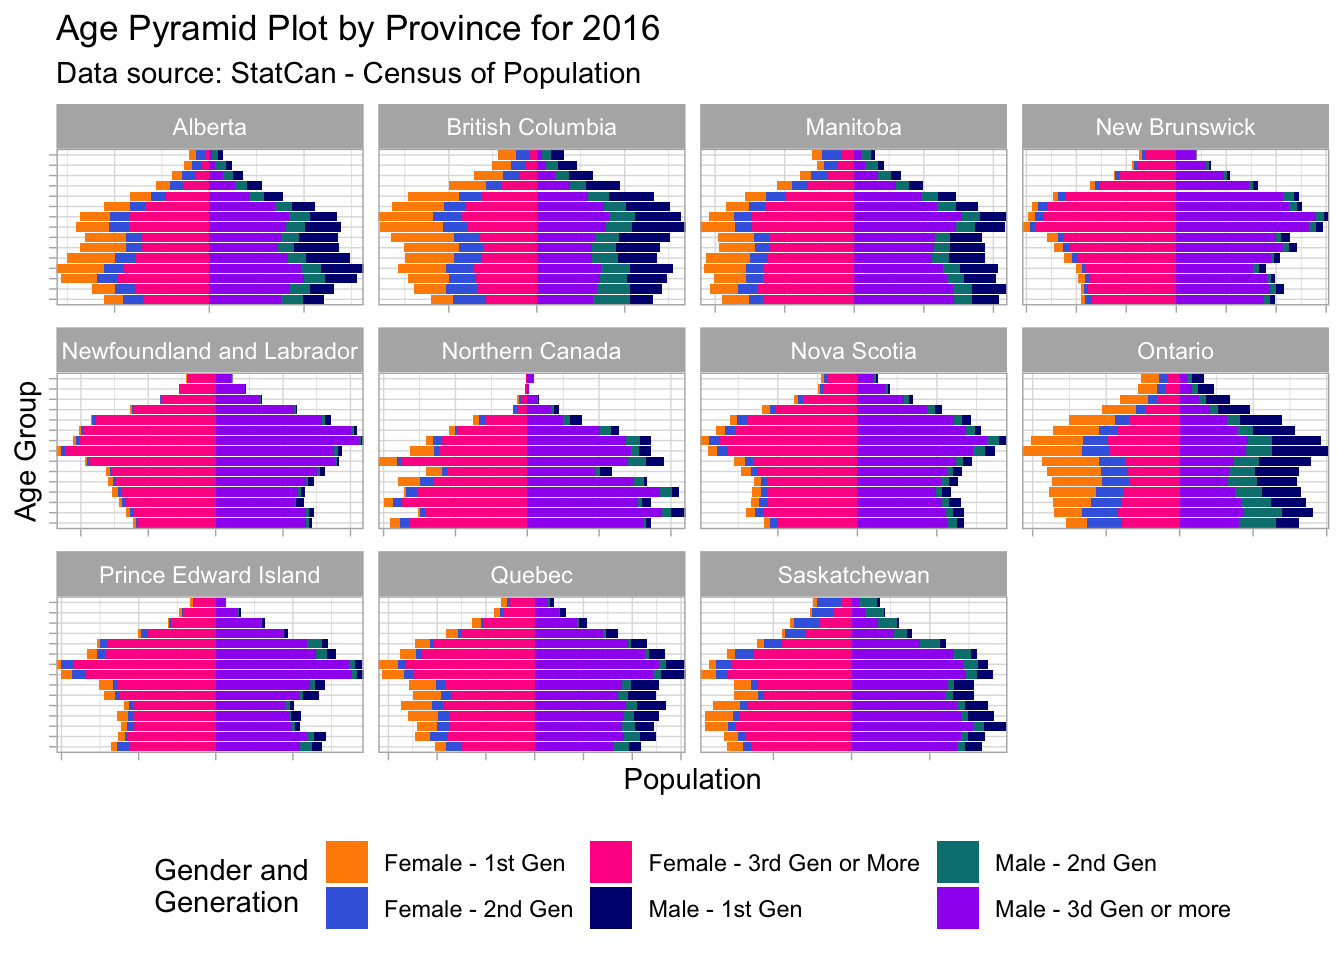 Age Pyramid Plot by Province for 2016
Data source: StatCan - Census of Population
Alberta
British Columbia
Manitoba
New Brunswick
Newfoundland and Labrador
Northern Canada
Nova Scotia
Ontario
Prince Edward Island
Quebec
Saskatchewan
Age Group
Population
Gender and
Generation
Female - 1st Gen
Female - 2nd Gen
Female - 3rd Gen or More
Male - 1st Gen
Male - 2nd Gen
Male - 3d Gen or more